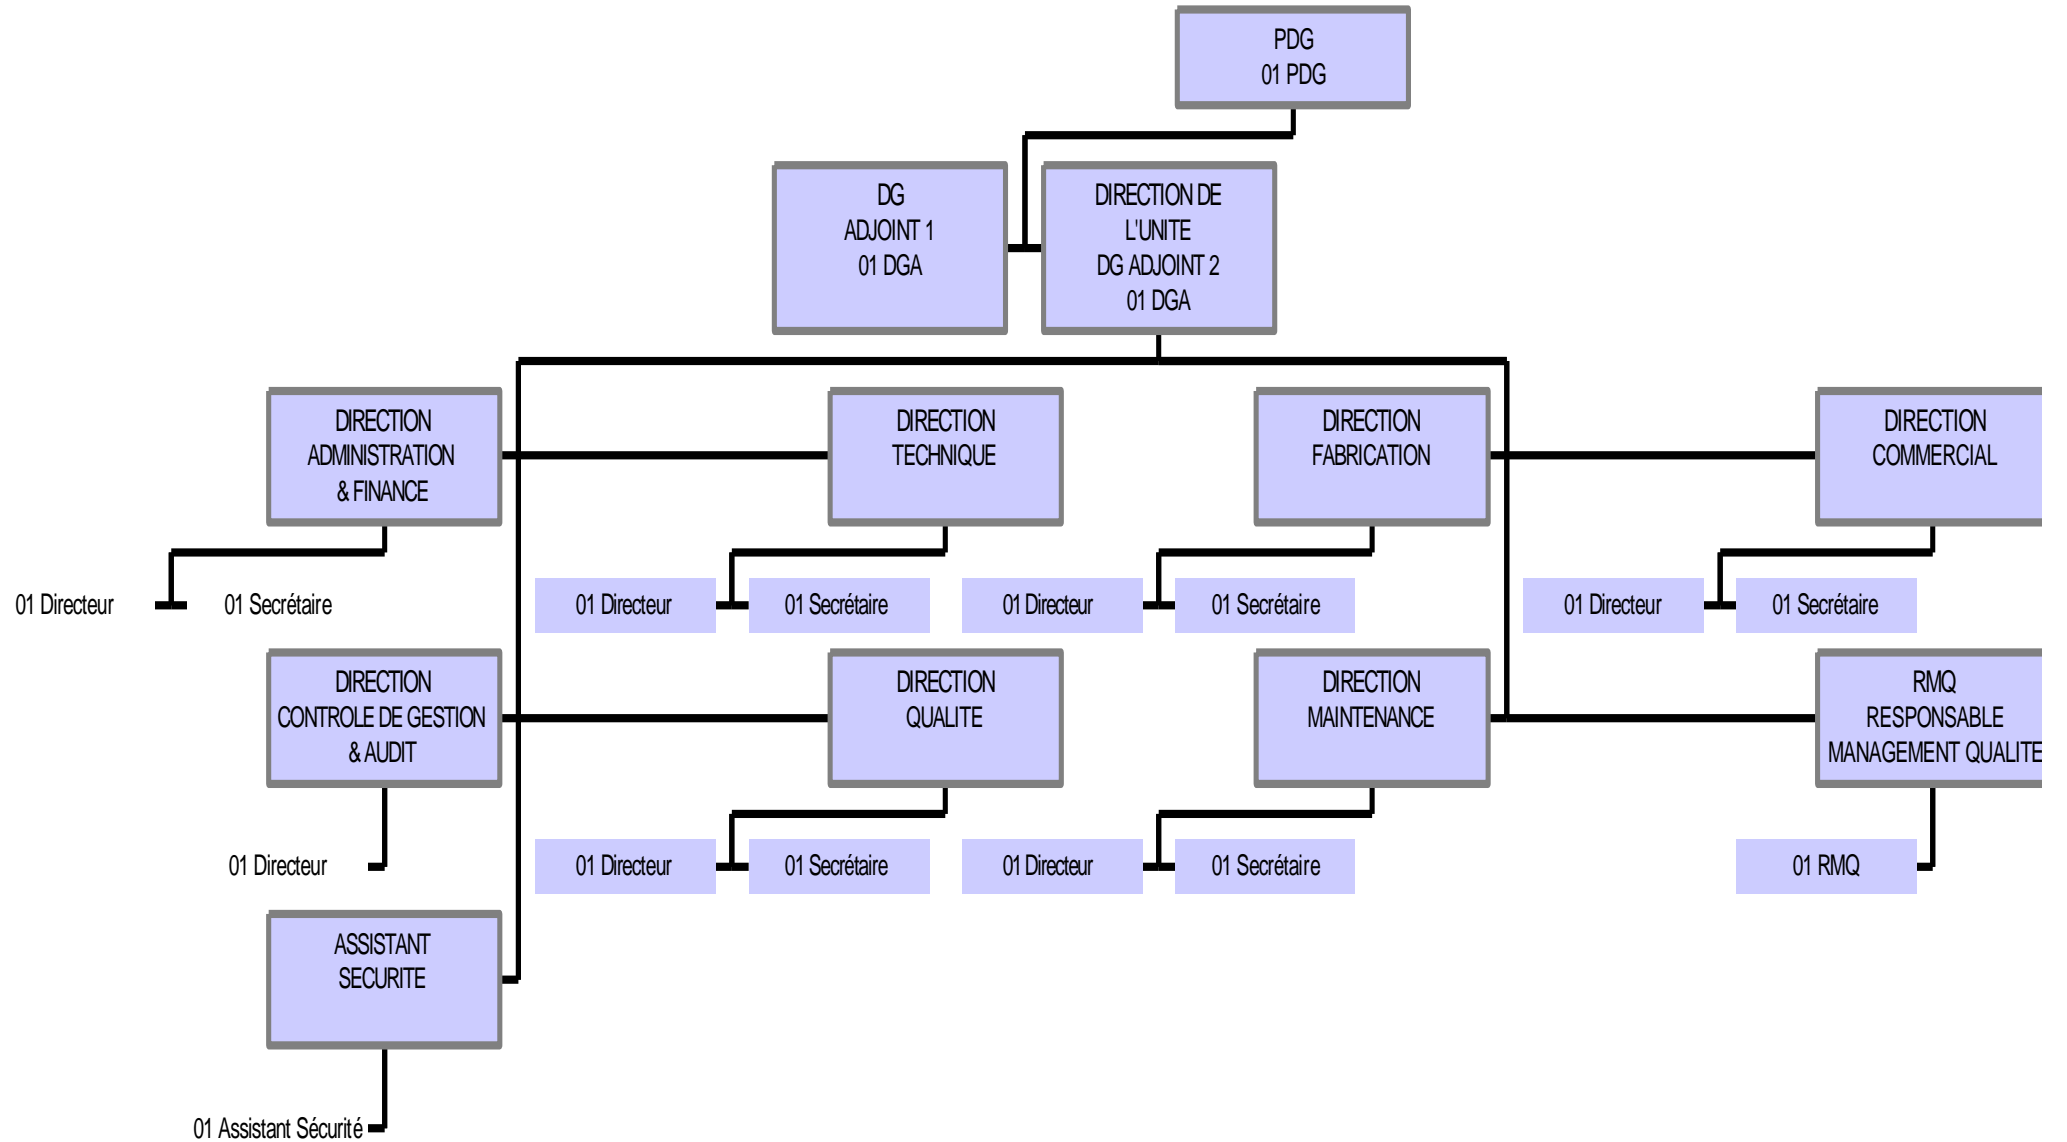 PDG
01 PDG
DG
ADJOINT 1
01 DGA
DIRECTION DE
L'UNITE
DG ADJOINT 2
01 DGA
DIRECTION
ADMINISTRATION
& FINANCE
DIRECTION
TECHNIQUE
DIRECTION
FABRICATION
DIRECTION
COMMERCIAL
01 Directeur
01 Secrétaire
01 Directeur
01 Secrétaire
01 Directeur
01 Secrétaire
01 Directeur
01 Secrétaire
DIRECTION
CONTROLE DE GESTION
& AUDIT
DIRECTION
QUALITE
DIRECTION
MAINTENANCE
RMQ
RESPONSABLE
MANAGEMENT QUALITE
01 Directeur
01 Directeur
01 Secrétaire
01 Directeur
01 Secrétaire
01 RMQ
ASSISTANT
SECURITE
01 Assistant Sécurité